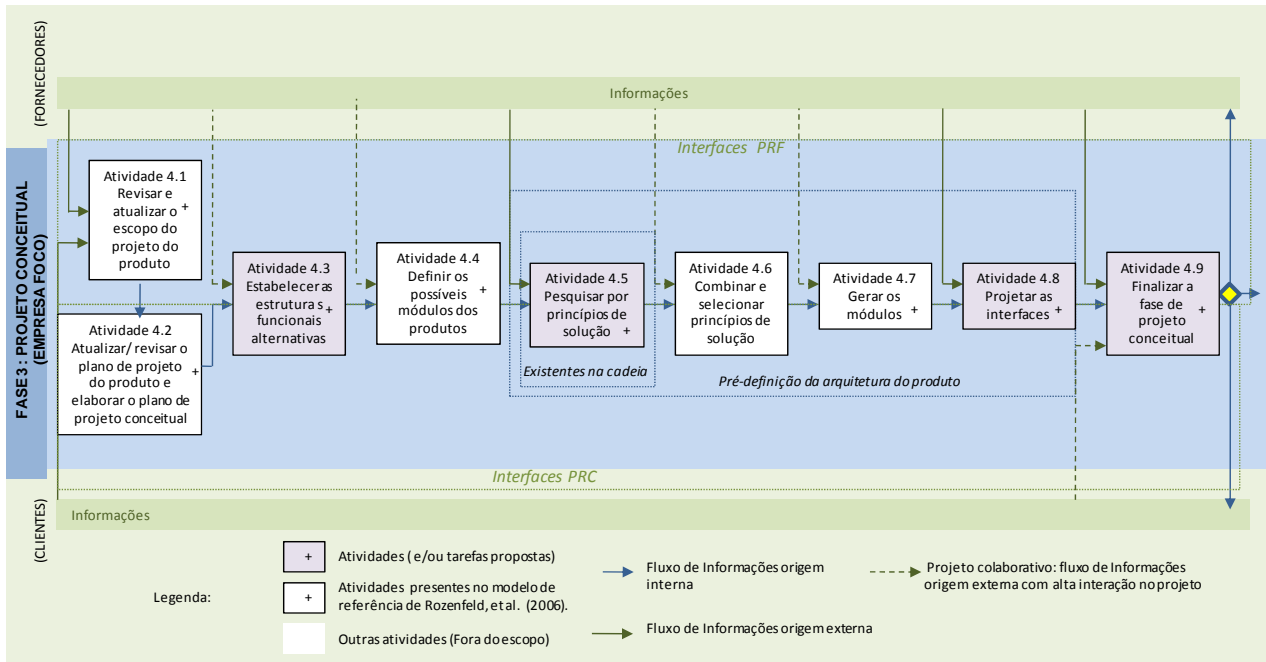 (FORNECEDORES)
Informações
Interfaces PRF
FASE 3 : PROJETO CONCEITUAL
(EMPRESA FOCO)
Atividade 4.1
Revisar e
atualizar o
escopo do
projeto do
produto
+
Atividade 4.2
Atualizar/ revisar o
plano de projeto
do produto e
elaborar o plano de
projeto conceitual
+
Atividade 4.3
Estabelecer as
estruturas
funcionais
alternativas
+
Atividade 4.4
Definir os
possíveis
módulos dos
produtos
+
Atividade 4.5
Pesquisar por
princípios de
solução
+
Existentes na cadeia
Atividade 4.6
Combinar e
selecionar
princípios de
solução
+
Atividade 4.7
Gerar os
módulos
+
Atividade 4.8
Projetar as
interfaces
+
Pré-definição da arquitetura do produto
Atividade 4.9
Finalizar a
fase de
projeto
conceitual
+
Interfaces PRC
(CLIENTES)
Informações
Legenda:
+ Atividades ( e/ou tarefas propostas)
+ Atividades presentes no modelo de
referência de Rozenfeld, et al. (2006).
Outras atividades (Fora do escopo)
Fluxo de Informações origem
interna
Fluxo de Informações origem externa
Projeto colaborativo: fluxo de Informações
origem externa com alta interação no projeto